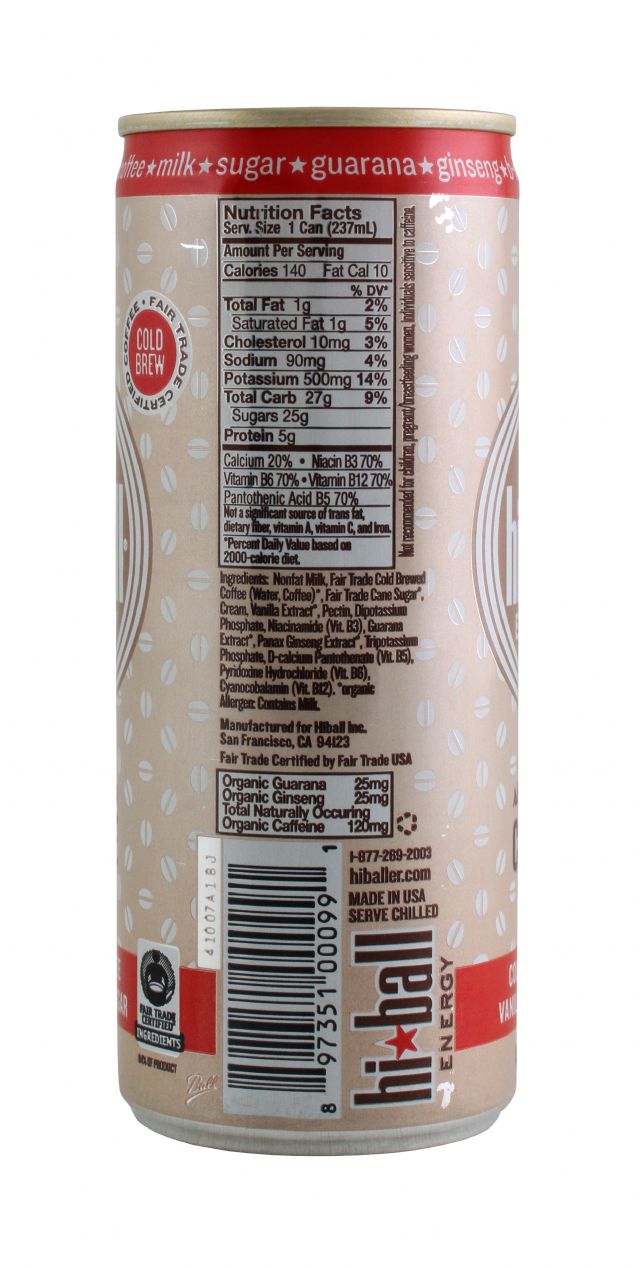 milk★sugar★guarana★ginseng★
Nutrition Facts
Serv. Size 1 Can (237mL)
Amount Per Serving
Calories 140 Fat Cal 10
% DV*
Total Fat 1g 2%
Saturated Fat 1g 5%
Cholesterol 10mg 3%
Sodium 90mg 4%
Potassium 500mg 14%
Total Carb 27g 9%
Sugars 25g
Protein 5g
Calcium 20% • Niacin B3 70%
Vitamin B6 70% • Vitamin B12 70%
Pantothenic Acid B5 70%
Not a significant source of trans fat,
dietary fiber, vitamin A, vitamin C, and iron.
*Percent Daily Value based on
2000-calorie diet.
Not recommended for children, pregnant/breastfeeding women, individuals sensitive to caffeine.
COFFEE • FAIR TRADE CERTIFIED
COLD
BREW
Ingredients: Nonfat Milk, Fair Trade Cold Brewed
Coffee (Water, Coffee)*, Fair Trade Cane Sugar*,
Cream, Vanilla Extract*, Pectin, Dipotassium
Phosphate, Niacinamide (Vit. B3), Guarana
Extract*, Panax Ginseng Extract*, Tripotassium
Phosphate, D-calcium Pantothenate (Vit. B5),
Pyridoxine Hydrochloride (Vit. B6),
Cyanocobalamin (Vit. B12). *organic
Allergen: Contains Milk.
Manufactured for Hiball Inc.
San Francisco, CA 94123
Fair Trade Certified by Fair Trade USA
Organic Guarana 25mg
Organic Ginseng 25mg
Total Naturally Occuring
Organic Caffeine 120mg
1-877-269-2003
hiballer.com
MADE IN USA
SERVE CHILLED
41007A18J
8 97351 00099 1
hi★ball
ENERGY
FAIR TRADE
CERTIFIED
INGREDIENTS
OF PRODUCT
Ball